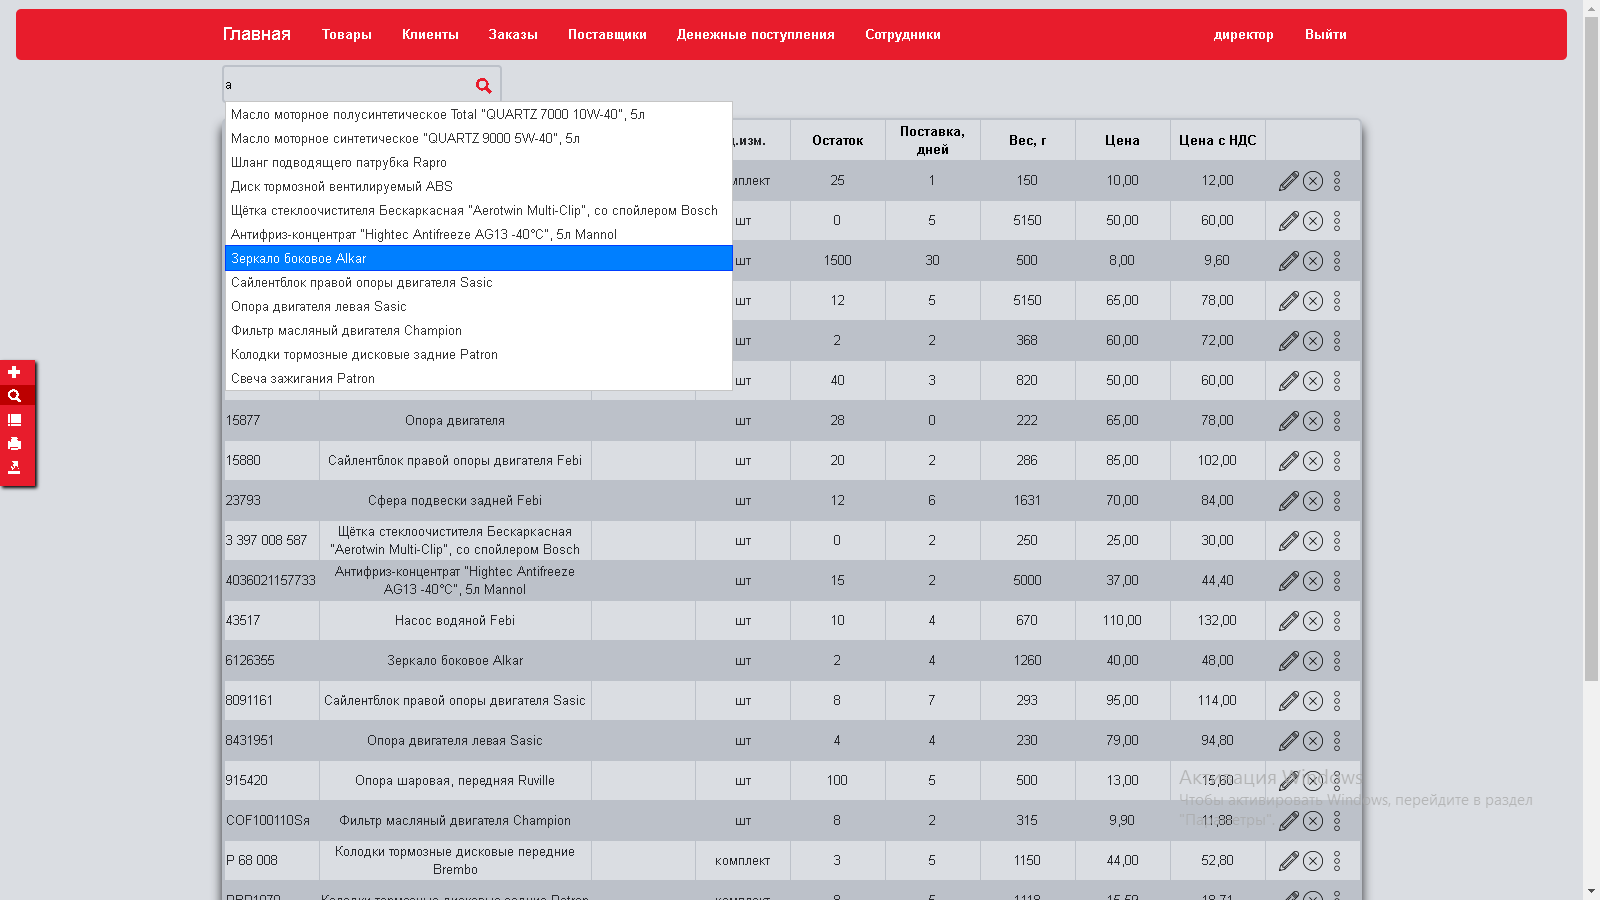 Главная Товары Клиенты Заказы Поставщики Денежные поступления Сотрудники директор Выйти
а
Масло моторное полусинтетическое Total "QUARTZ 7000 10W-40", 5л
Масло моторное синтетическое "QUARTZ 9000 5W-40", 5л
Шланг подводящего патрубка Rapro
Диск тормозной вентилируемый ABS
Щётка стеклоочистителя Бескаркасная "Aerotwin Multi-Clip", со спойлером Bosch
Антифриз-концентрат "Hightec Antifreeze AG13 -40°C", 5л Mannol
Зеркало боковое Alkar
Сайлентблок правой опоры двигателя Sasic
Опора двигателя левая Sasic
Фильтр масляный двигателя Champion
Колодки тормозные дисковые задние Patron
Свеча зажигания Patron
д.изм. Остаток Поставка, дней Вес, г Цена Цена с НДС
мплект 25 1 150 10,00 12,00
шт 0 5 5150 50,00 60,00
шт 1500 30 500 8,00 9,60
шт 12 5 5150 65,00 78,00
шт 2 2 368 60,00 72,00
шт 40 3 820 50,00 60,00
15877 Опора двигателя шт 28 0 222 65,00 78,00
15880 Сайлентблок правой опоры двигателя Febi шт 20 2 286 85,00 102,00
23793 Сфера подвески задней Febi шт 12 6 1631 70,00 84,00
3 397 008 587 Щётка стеклоочистителя Бескаркасная "Aerotwin Multi-Clip", со спойлером Bosch шт 0 2 250 25,00 30,00
4036021157733 Антифриз-концентрат "Hightec Antifreeze AG13 -40°C", 5л Mannol шт 15 2 5000 37,00 44,40
43517 Насос водяной Febi шт 10 4 670 110,00 132,00
6126355 Зеркало боковое Alkar шт 2 4 1260 40,00 48,00
8091161 Сайлентблок правой опоры двигателя Sasic шт 8 7 293 95,00 114,00
8431951 Опора двигателя левая Sasic шт 4 4 230 79,00 94,80
915420 Опора шаровая, передняя Ruville шт 100 5 500 13,00 15,60
COF100110Sя Фильтр масляный двигателя Champion шт 8 2 315 9,90 11,88
P 68 008 Колодки тормозные дисковые передние Brembo комплект 3 5 1150 44,00 52,80
Колодки тормозные дисковые задние Patron комплект 8 5 1118 15,59 18,71
Активация Windows
Чтобы активировать Windows, перейдите в раздел
"Параметры".